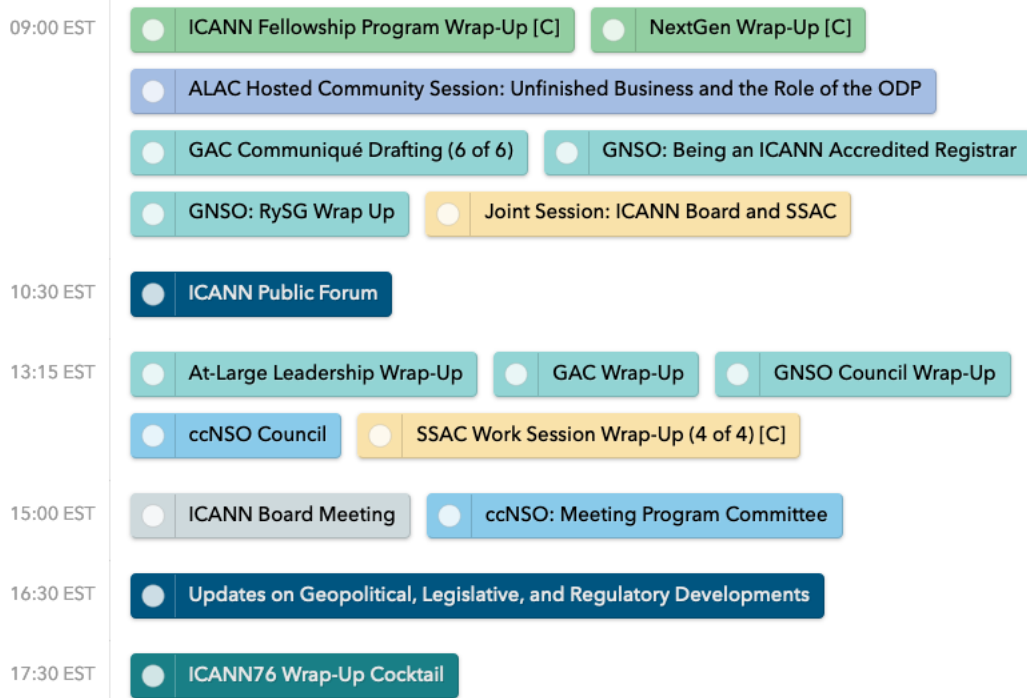 09:00 EST
ICANN Fellowship Program Wrap-Up [C]
NextGen Wrap-Up [C]
ALAC Hosted Community Session: Unfinished Business and the Role of the ODP
GAC Communiqué Drafting (6 of 6)
GNSO: Being an ICANN Accredited Registrar
GNSO: RySG Wrap Up
Joint Session: ICANN Board and SSAC
10:30 EST
ICANN Public Forum
13:15 EST
At-Large Leadership Wrap-Up
GAC Wrap-Up
GNSO Council Wrap-Up
ccNSO Council
SSAC Work Session Wrap-Up (4 of 4) [C]
15:00 EST
ICANN Board Meeting
ccNSO: Meeting Program Committee
16:30 EST
Updates on Geopolitical, Legislative, and Regulatory Developments
17:30 EST
ICANN76 Wrap-Up Cocktail